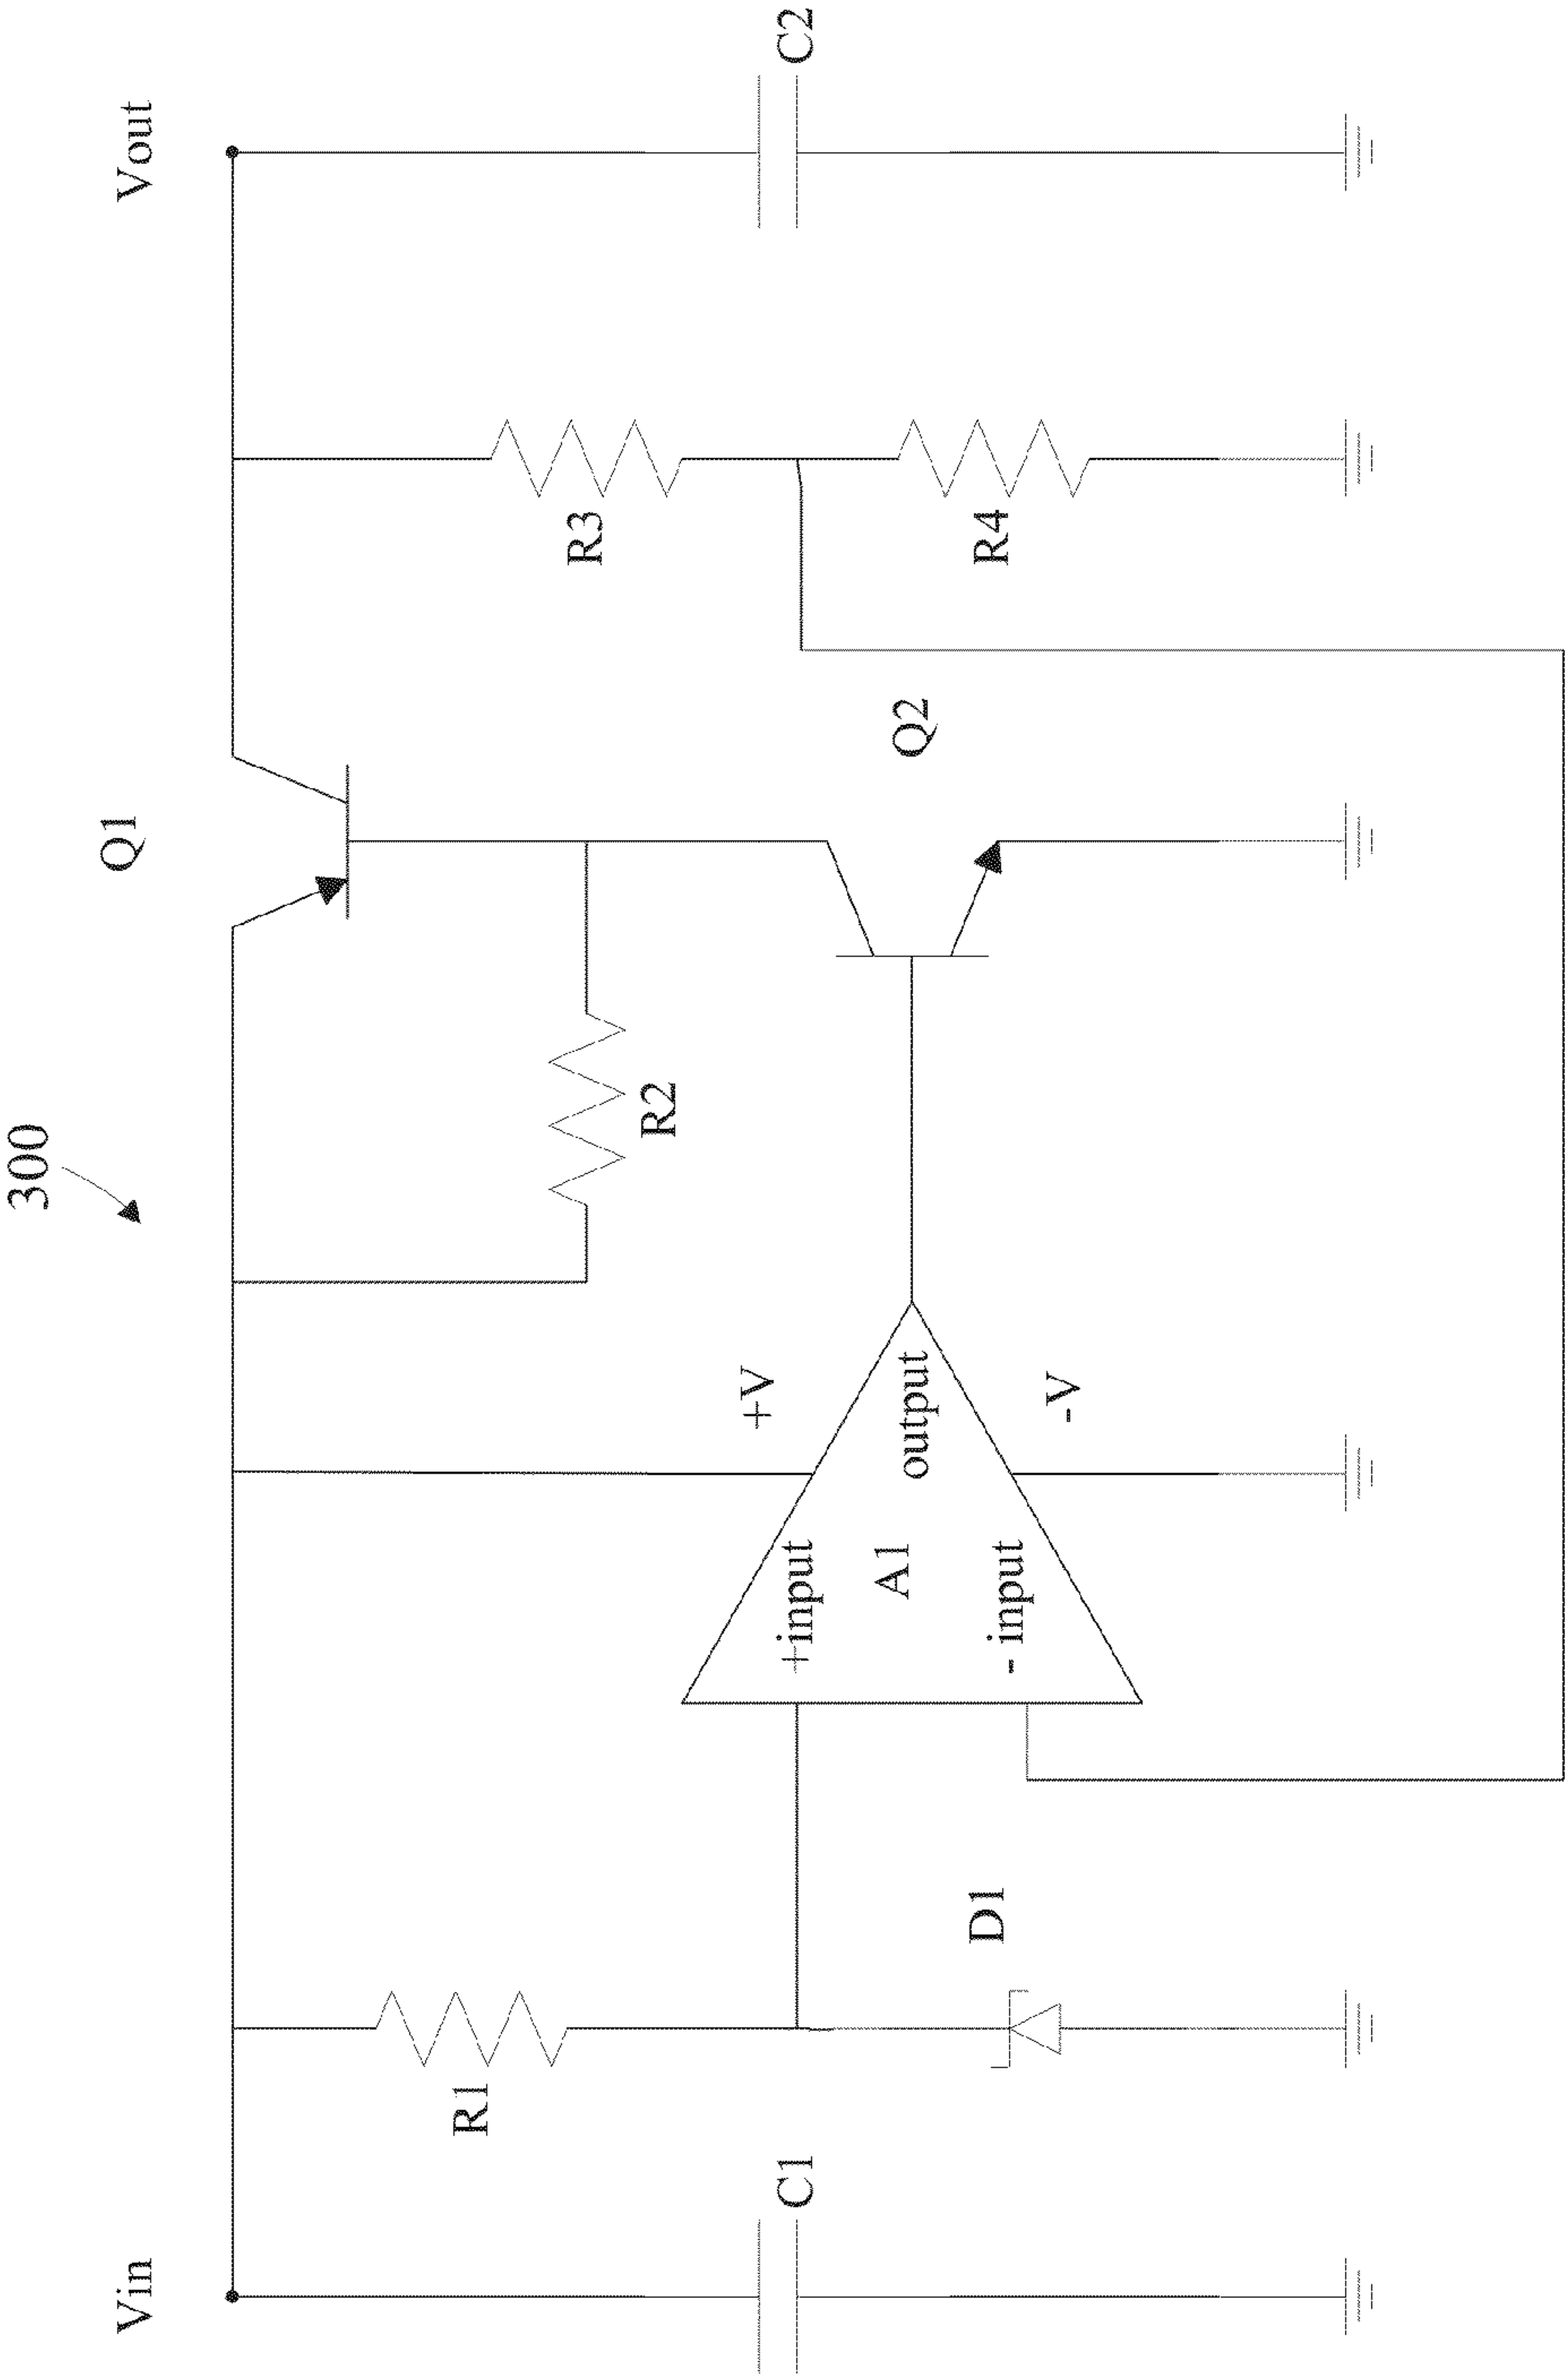 300
Vin
Q1
Vout
R1
R2
R3
C1
+V
+input
A1
output
- input
-V
D1
Q2
R4
C2